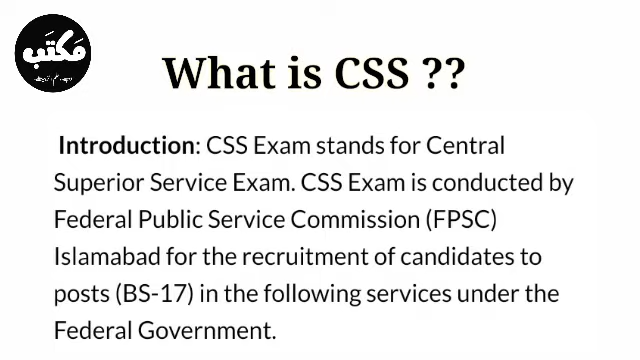 مَكتَب
What is CSS ??
Introduction: CSS Exam stands for Central
Superior Service Exam. CSS Exam is conducted by
Federal Public Service Commission (FPSC)
Islamabad for the recruitment of candidates to
posts (BS-17) in the following services under the
Federal Government.